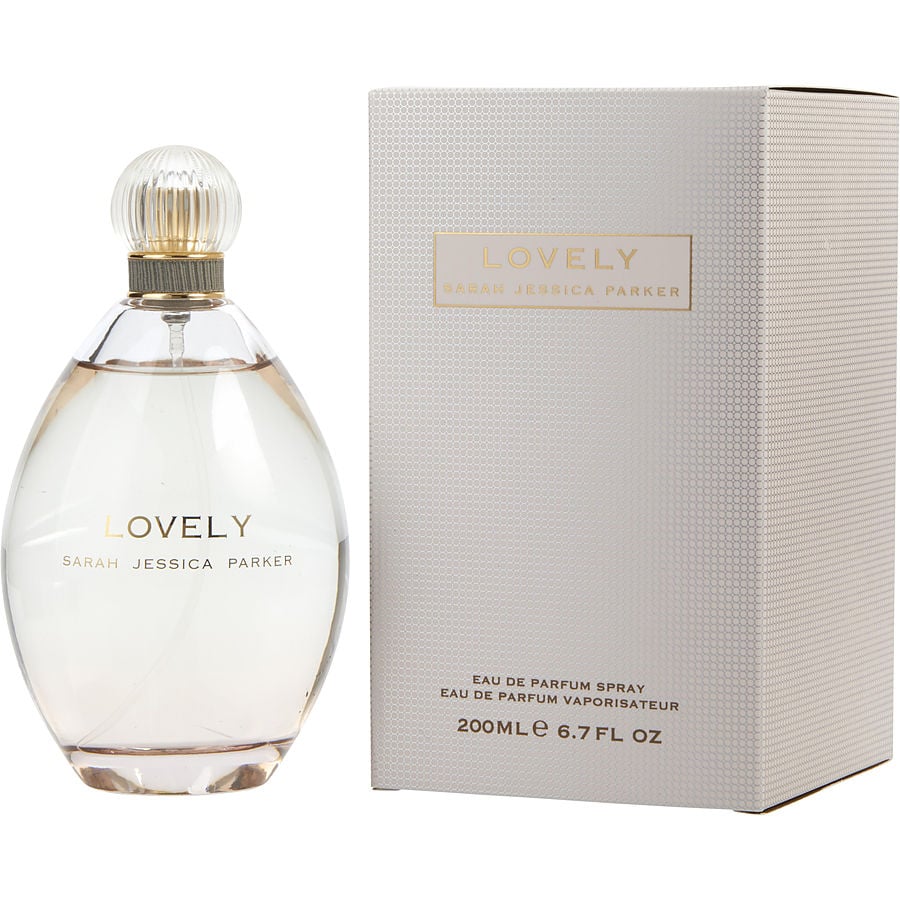 LOVELY
SARAH JESSICA PARKER
LOVELY
SARAH JESSICA PARKER
EAU DE PARFUM SPRAY
EAU DE PARFUM VAPORISATEUR
200ML℮ 6.7 FL OZ